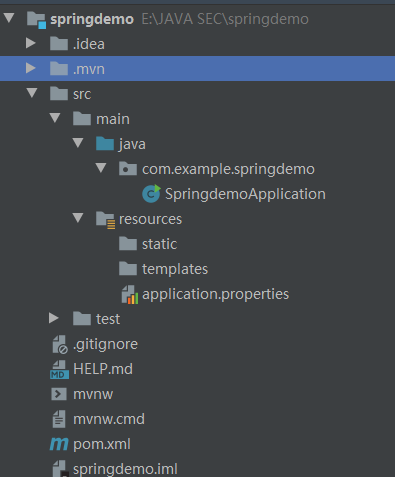 springdemo E:\JAVA SEC\springdemo
.idea
.mvn
src
main
java
com.example.springdemo
SpringdemoApplication
resources
static
templates
application.properties
test
.gitignore
HELP.md
mvnw
mvnw.cmd
pom.xml
springdemo.iml